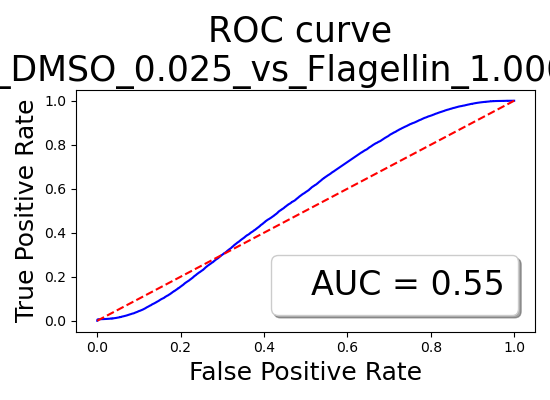 ROC curve
_DMSO_0.025_vs_Flagellin_1.000
True Positive Rate
1.0
0.8
0.6
0.4
0.2
0.0
AUC = 0.55
0.0 0.2 0.4 0.6 0.8 1.0
False Positive Rate